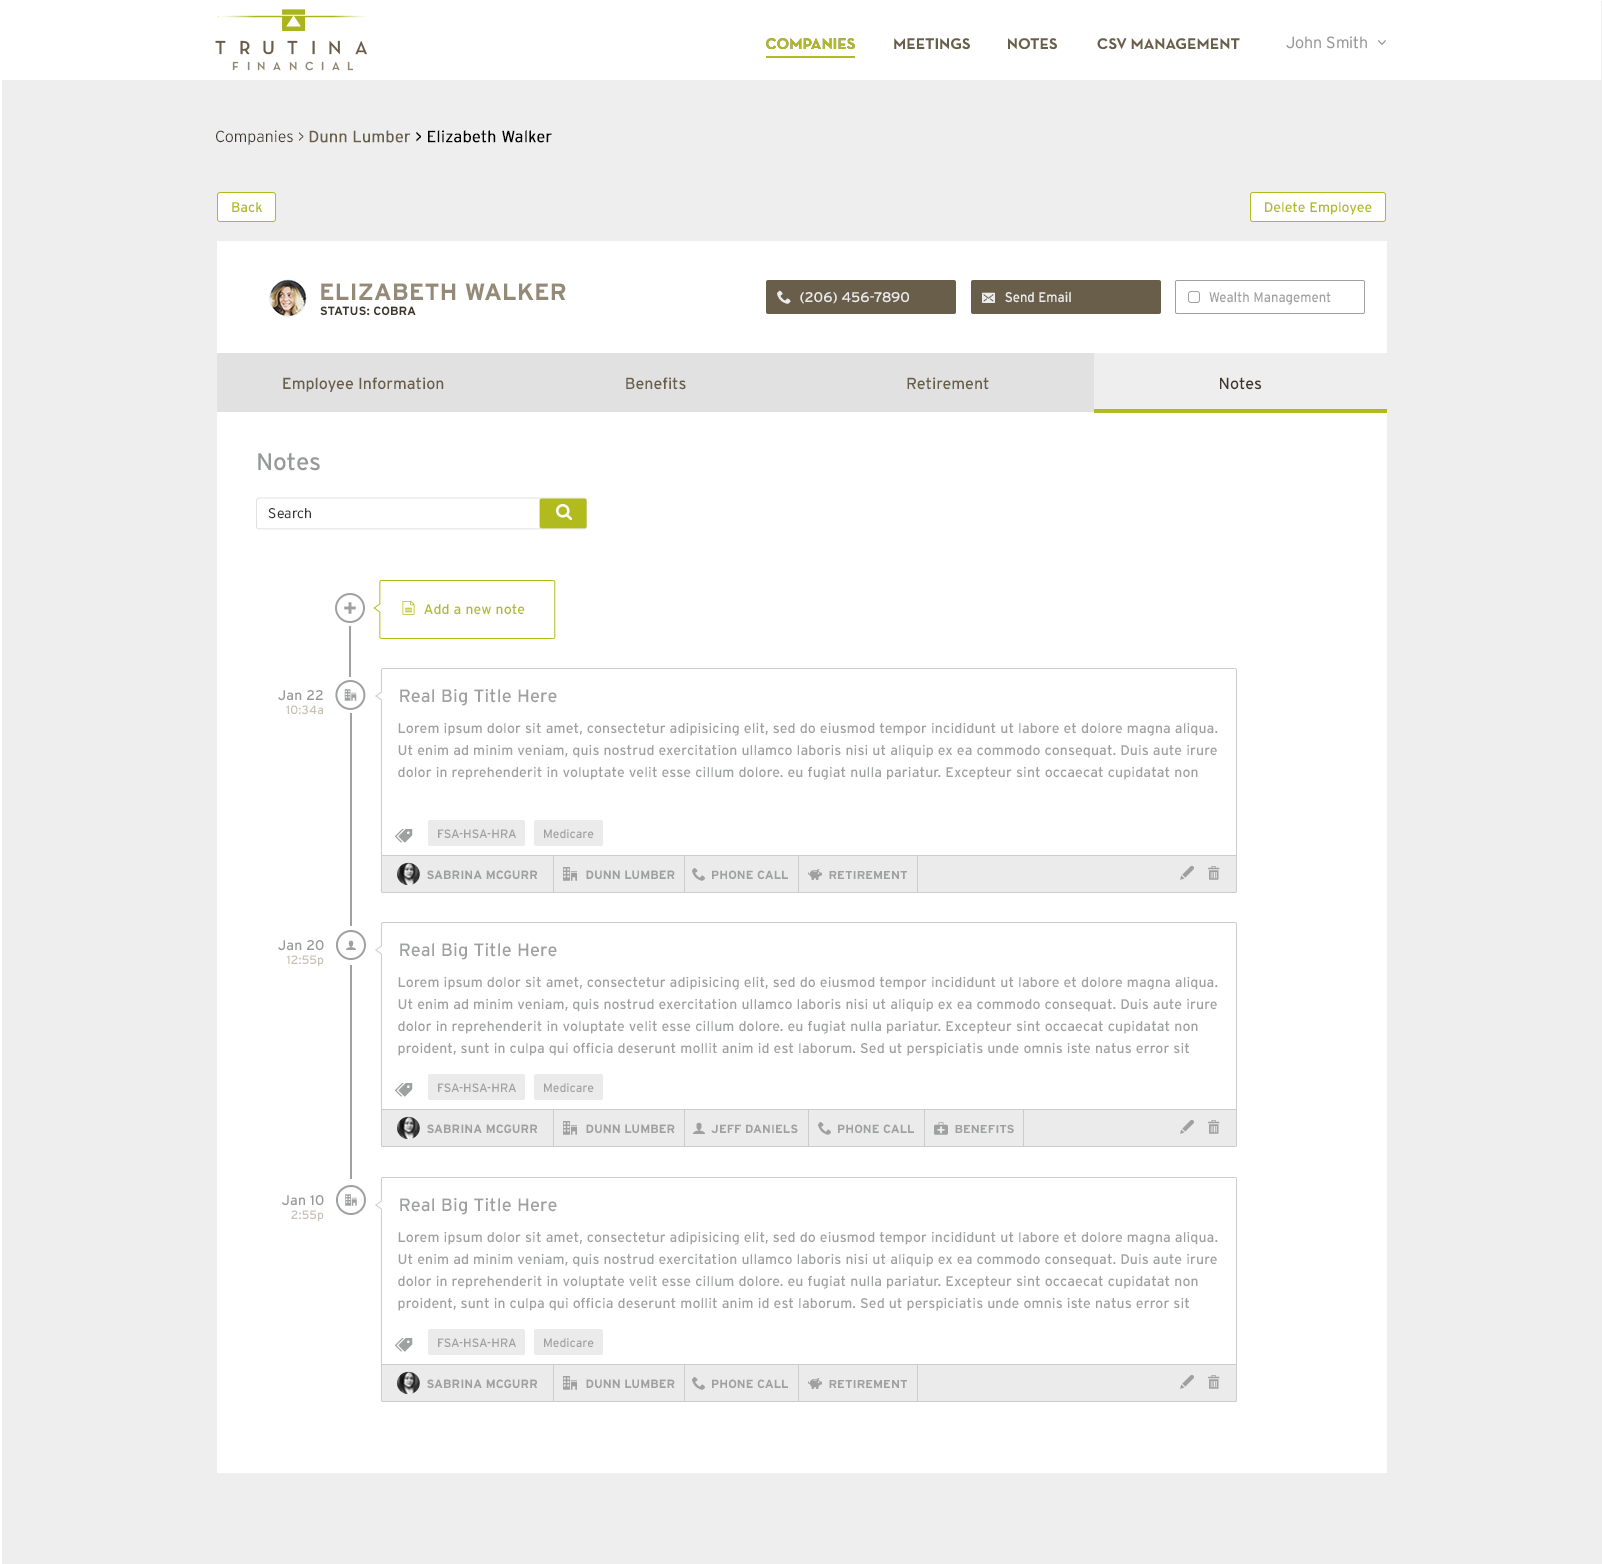 TRUTINA
FINANCIAL
COMPANIES MEETINGS NOTES CSV MANAGEMENT John Smith
Companies > Dunn Lumber > Elizabeth Walker
Back
Delete Employee
ELIZABETH WALKER
STATUS: COBRA
(206) 456-7890
Send Email
Wealth Management
Employee Information Benefits Retirement Notes
Notes
Search
Add a new note
Jan 22
10:34a
Real Big Title Here
Lorem ipsum dolor sit amet, consectetur adipisicing elit, sed do eiusmod tempor incididunt ut labore et dolore magna aliqua.
Ut enim ad minim veniam, quis nostrud exercitation ullamco laboris nisi ut aliquip ex ea commodo consequat. Duis aute irure
dolor in reprehenderit in voluptate velit esse cillum dolore. eu fugiat nulla pariatur. Excepteur sint occaecat cupidatat non
FSA-HSA-HRA Medicare
SABRINA MCGURR DUNN LUMBER PHONE CALL RETIREMENT
Jan 20
12:55p
Real Big Title Here
Lorem ipsum dolor sit amet, consectetur adipisicing elit, sed do eiusmod tempor incididunt ut labore et dolore magna aliqua.
Ut enim ad minim veniam, quis nostrud exercitation ullamco laboris nisi ut aliquip ex ea commodo consequat. Duis aute irure
dolor in reprehenderit in voluptate velit esse cillum dolore. eu fugiat nulla pariatur. Excepteur sint occaecat cupidatat non
proident, sunt in culpa qui officia deserunt mollit anim id est laborum. Sed ut perspiciatis unde omnis iste natus error sit
FSA-HSA-HRA Medicare
SABRINA MCGURR DUNN LUMBER JEFF DANIELS PHONE CALL BENEFITS
Jan 10
2:55p
Real Big Title Here
Lorem ipsum dolor sit amet, consectetur adipisicing elit, sed do eiusmod tempor incididunt ut labore et dolore magna aliqua.
Ut enim ad minim veniam, quis nostrud exercitation ullamco laboris nisi ut aliquip ex ea commodo consequat. Duis aute irure
dolor in reprehenderit in voluptate velit esse cillum dolore. eu fugiat nulla pariatur. Excepteur sint occaecat cupidatat non
proident, sunt in culpa qui officia deserunt mollit anim id est laborum. Sed ut perspiciatis unde omnis iste natus error sit
FSA-HSA-HRA Medicare
SABRINA MCGURR DUNN LUMBER PHONE CALL RETIREMENT